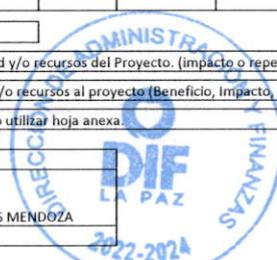 d y/o recursos del Proyecto. (impacto o repe
/o recursos al proyecto (Beneficio, Impacto,
utilizar hoja anexa.
S MENDOZA
DIRECCIÓN DE ADMINISTRACIÓN Y FINANZAS
DIF
LA PAZ
2022-2024